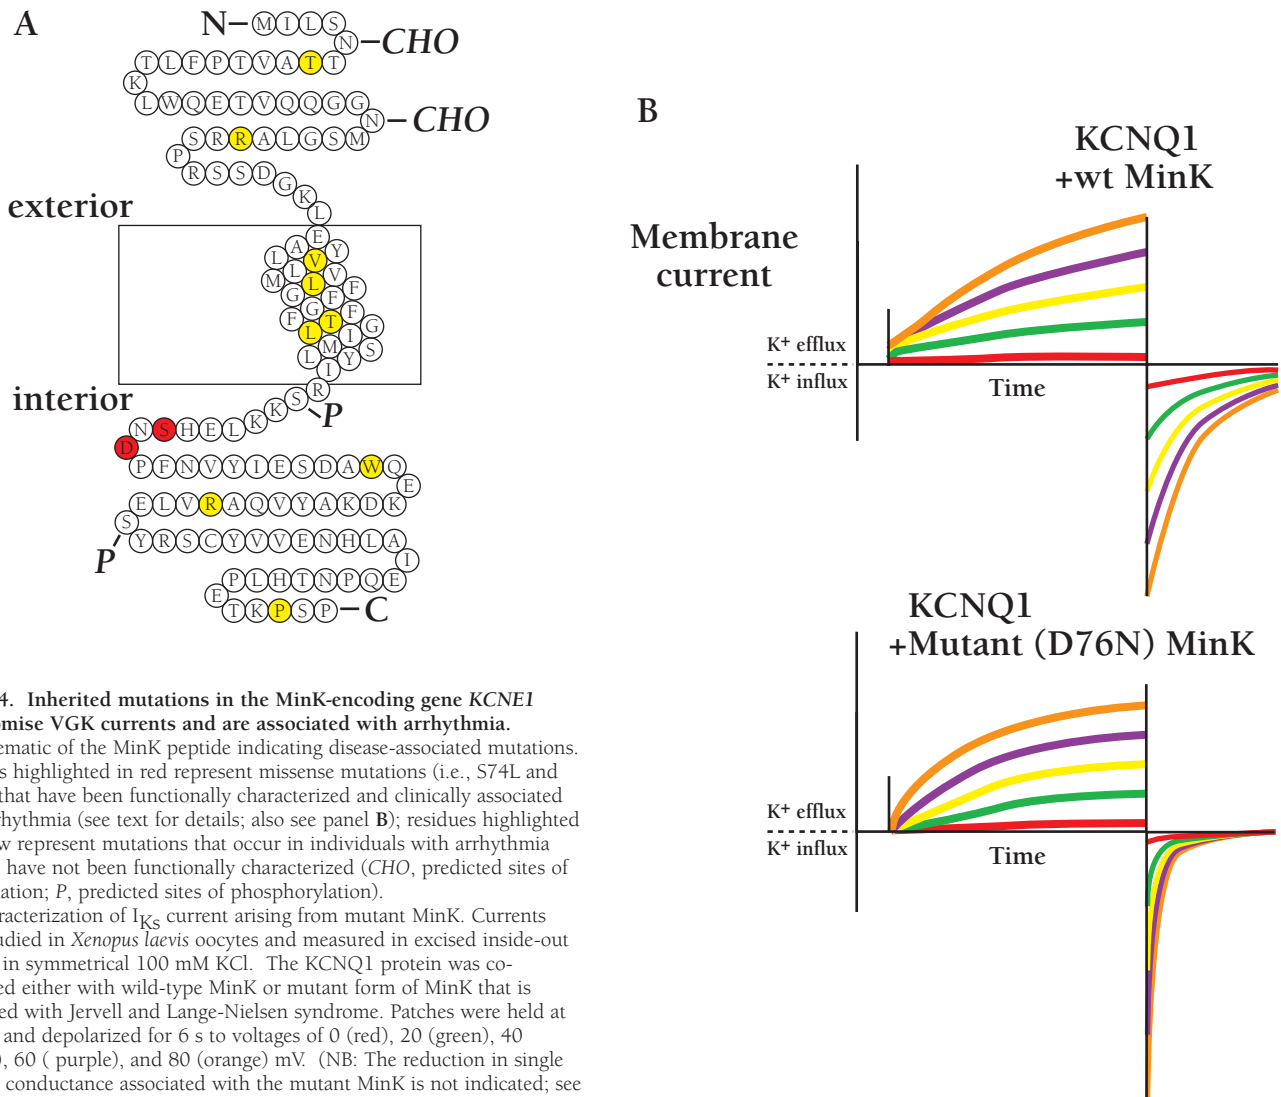 A
N–MILS
N–CHO
TLFPTVATT
K
LWQETVQQGG
N–CHO
SRRALGSM
P
RSSDGKL
exterior
E
L A Y
V
M L V
L
G F F
G F
F T G
L I
M S
L Y
I
R
interior
S
P
DNSHELKK
PFNVYIESDAWQ
E
ELVRAQVYAKDK
S
P
YRSCYVVENHLA
I
PLHTNPQE
E
TKPSP–C
4. Inherited mutations in the MinK-encoding gene KCNE1
omise VGK currents and are associated with arrhythmia.
ematic of the MinK peptide indicating disease-associated mutations.
s highlighted in red represent missense mutations (i.e., S74L and
that have been functionally characterized and clinically associated
hythmia (see text for details; also see panel B); residues highlighted
w represent mutations that occur in individuals with arrhythmia
have not been functionally characterized (CHO, predicted sites of
ation; P, predicted sites of phosphorylation).
aracterization of IKs current arising from mutant MinK. Currents
udied in Xenopus laevis oocytes and measured in excised inside-out
in symmetrical 100 mM KCl. The KCNQ1 protein was co-
ed either with wild-type MinK or mutant form of MinK that is
ed with Jervell and Lange-Nielsen syndrome. Patches were held at
and depolarized for 6 s to voltages of 0 (red), 20 (green), 40
), 60 ( purple), and 80 (orange) mV. (NB: The reduction in single
conductance associated with the mutant MinK is not indicated; see
B
KCNQ1
+wt MinK
Membrane
current
K+ efflux
K+ influx
Time
KCNQ1
+Mutant (D76N) MinK
K+ efflux
K+ influx
Time